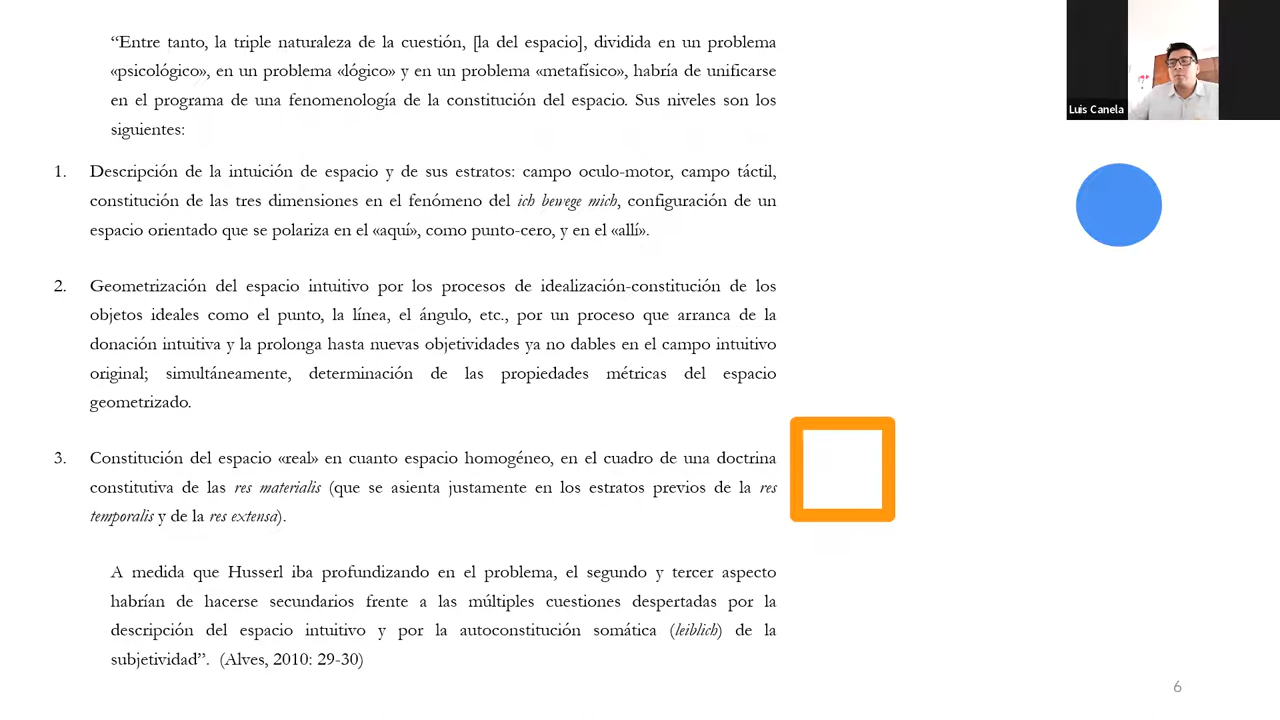 “Entre tanto, la triple naturaleza de la cuestión, [la del espacio], dividida en un problema
«psicológico», en un problema «lógico» y en un problema «metafísico», habría de unificarse
en el programa de una fenomenología de la constitución del espacio. Sus niveles son los
siguientes:
1. Descripción de la intuición de espacio y de sus estratos: campo oculo-motor, campo táctil,
constitución de las tres dimensiones en el fenómeno del ich bewege mich, configuración de un
espacio orientado que se polariza en el «aquí», como punto-cero, y en el «allí».
2. Geometrización del espacio intuitivo por los procesos de idealización-constitución de los
objetos ideales como el punto, la línea, el ángulo, etc., por un proceso que arranca de la
donación intuitiva y la prolonga hasta nuevas objetividades ya no dables en el campo intuitivo
original; simultáneamente, determinación de las propiedades métricas del espacio
geometrizado.
3. Constitución del espacio «real» en cuanto espacio homogéneo, en el cuadro de una doctrina
constitutiva de las res materialis (que se asienta justamente en los estratos previos de la res
temporalis y de la res extensa).
A medida que Husserl iba profundizando en el problema, el segundo y tercer aspecto
habrían de hacerse secundarios frente a las múltiples cuestiones despertadas por la
descripción del espacio intuitivo y por la autoconstitución somática (leiblich) de la
subjetividad”. (Alves, 2010: 29-30)
Luis Canela
6